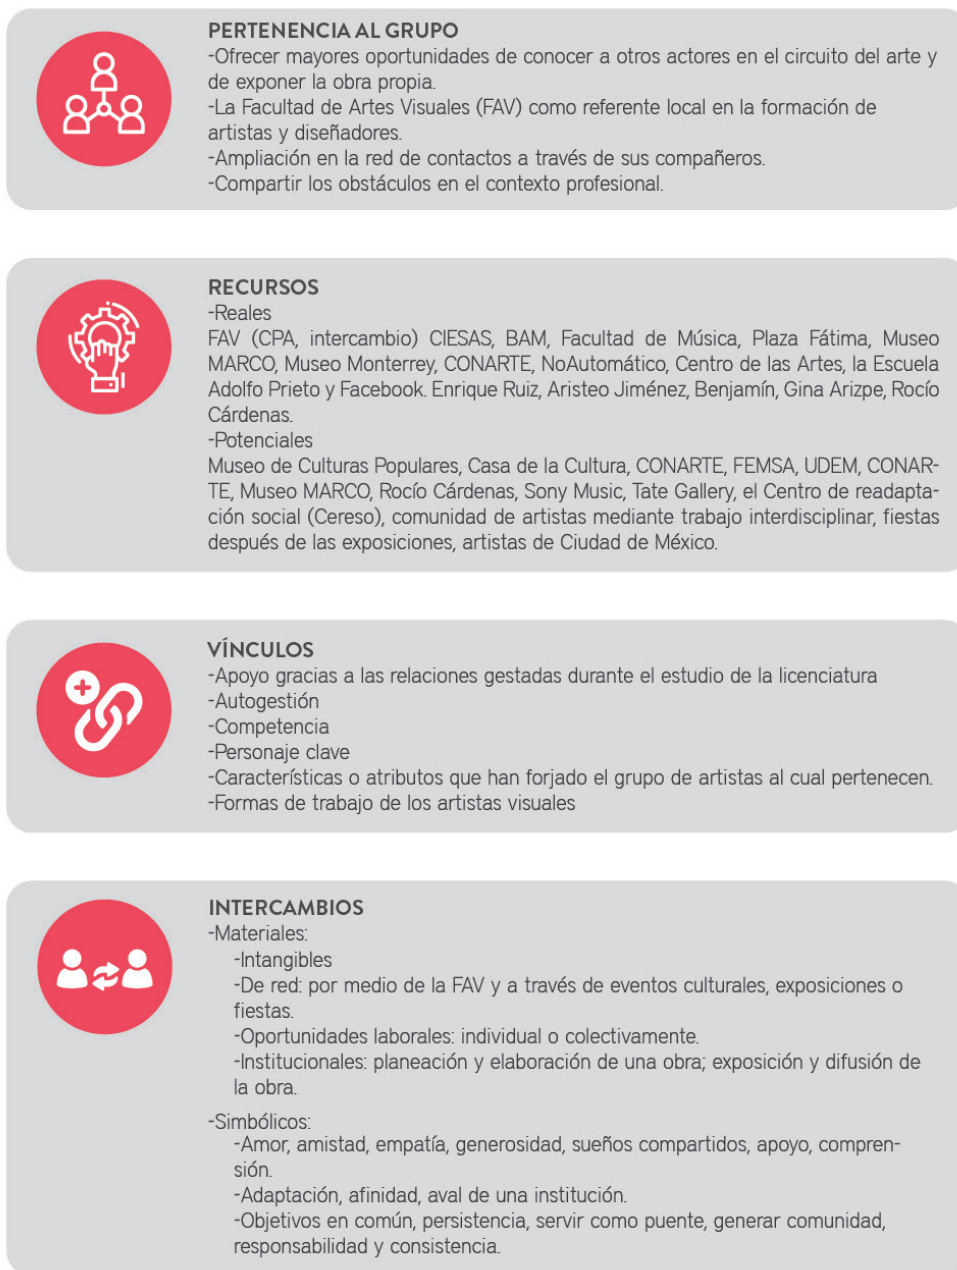 PERTENENCIA AL GRUPO
-Ofrecer mayores oportunidades de conocer a otros actores en el circuito del arte y
de exponer la obra propia.
-La Facultad de Artes Visuales (FAV) como referente local en la formación de
artistas y diseñadores.
-Ampliación en la red de contactos a través de sus compañeros.
-Compartir los obstáculos en el contexto profesional.
RECURSOS
-Reales
FAV (CPA, intercambio) CIESAS, BAM, Facultad de Música, Plaza Fátima, Museo
MARCO, Museo Monterrey, CONARTE, NoAutomático, Centro de las Artes, la Escuela
Adolfo Prieto y Facebook. Enrique Ruiz, Aristeo Jiménez, Benjamín, Gina Arizpe, Rocío
Cárdenas.
-Potenciales
Museo de Culturas Populares, Casa de la Cultura, CONARTE, FEMSA, UDEM, CONAR-
TE, Museo MARCO, Rocío Cárdenas, Sony Music, Tate Gallery, el Centro de readapta-
ción social (Cereso), comunidad de artistas mediante trabajo interdisciplinar, fiestas
después de las exposiciones, artistas de Ciudad de México.
VÍNCULOS
-Apoyo gracias a las relaciones gestadas durante el estudio de la licenciatura
-Autogestión
-Competencia
-Personaje clave
-Características o atributos que han forjado el grupo de artistas al cual pertenecen.
-Formas de trabajo de los artistas visuales
INTERCAMBIOS
-Materiales:
-Intangibles
-De red: por medio de la FAV y a través de eventos culturales, exposiciones o
fiestas.
-Oportunidades laborales: individual o colectivamente.
-Institucionales: planeación y elaboración de una obra; exposición y difusión de
la obra.
-Simbólicos:
-Amor, amistad, empatía, generosidad, sueños compartidos, apoyo, compren-
sión.
-Adaptación, afinidad, aval de una institución.
-Objetivos en común, persistencia, servir como puente, generar comunidad,
responsabilidad y consistencia.